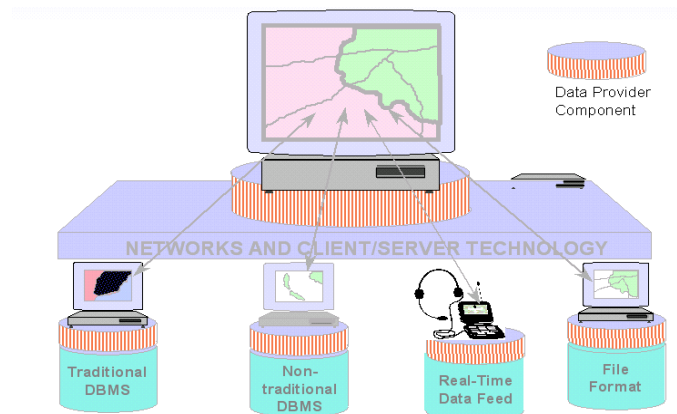 Data Provider
Component
NETWORKS AND CLIENT/SERVER TECHNOLOGY
Traditional
DBMS
Non-
traditional
DBMS
Real-Time
Data Feed
File
Format